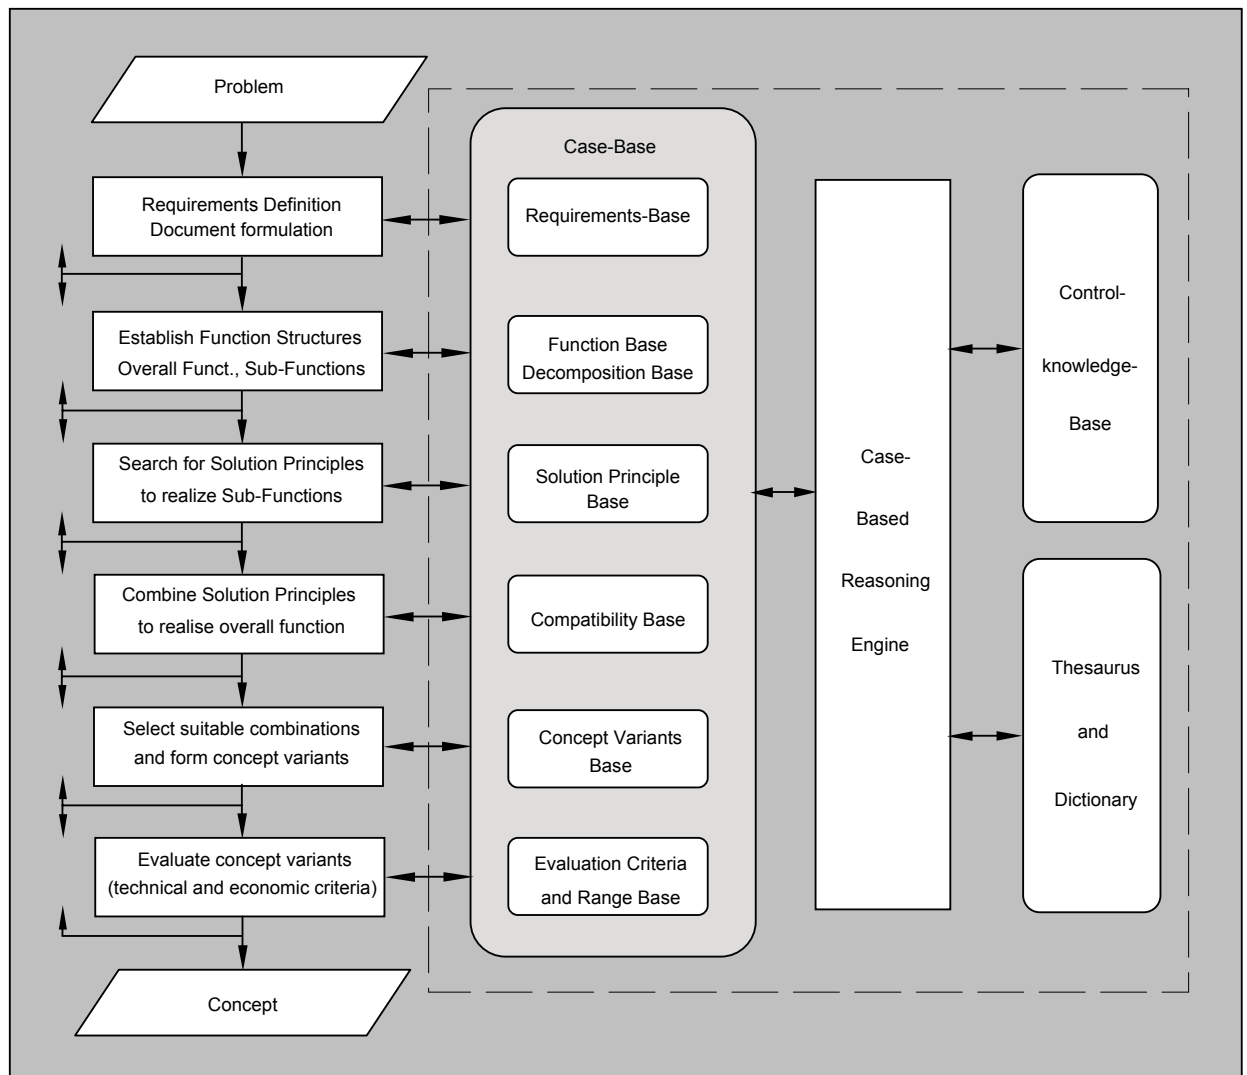 Problem
Requirements Definition
Document formulation
Establish Function Structures
Overall Funct., Sub-Functions
Search for Solution Principles
to realize Sub-Functions
Combine Solution Principles
to realise overall function
Select suitable combinations
and form concept variants
Evaluate concept variants
(technical and economic criteria)
Concept
Case-Base
Requirements-Base
Function Base
Decomposition Base
Solution Principle
Base
Compatibility Base
Concept Variants
Base
Evaluation Criteria
and Range Base
Case-
Based
Reasoning
Engine
Control-
knowledge-
Base
Thesaurus
and
Dictionary